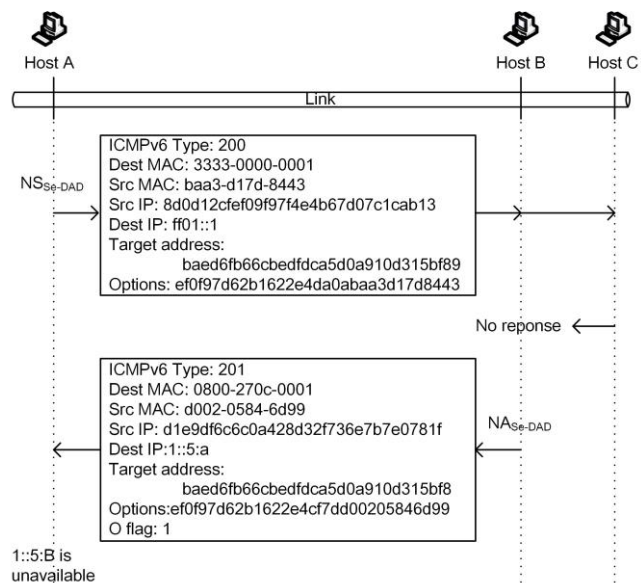 Host A
Host B
Host C
Link
NSSe-DAD
ICMPv6 Type: 200
Dest MAC: 3333-0000-0001
Src MAC: baa3-d17d-8443
Src IP: 8d0d12cfef09f97f4e4b67d07c1cab13
Dest IP: ff01::1
Target address:
baed6fb66cbedfdca5d0a910d315bf89
Options: ef0f97d62b1622e4da0abaa3d17d8443
No reponse
ICMPv6 Type: 201
Dest MAC: 0800-270c-0001
Src MAC: d002-0584-6d99
Src IP: d1e9df6c6c0a428d32f736e7b7e0781f
Dest IP:1::5:a
Target address:
baed6fb66cbedfdca5d0a910d315bf8
Options:ef0f97d62b1622e4cf7dd00205846d99
O flag: 1
NASe-DAD
1::5:B is
unavailable